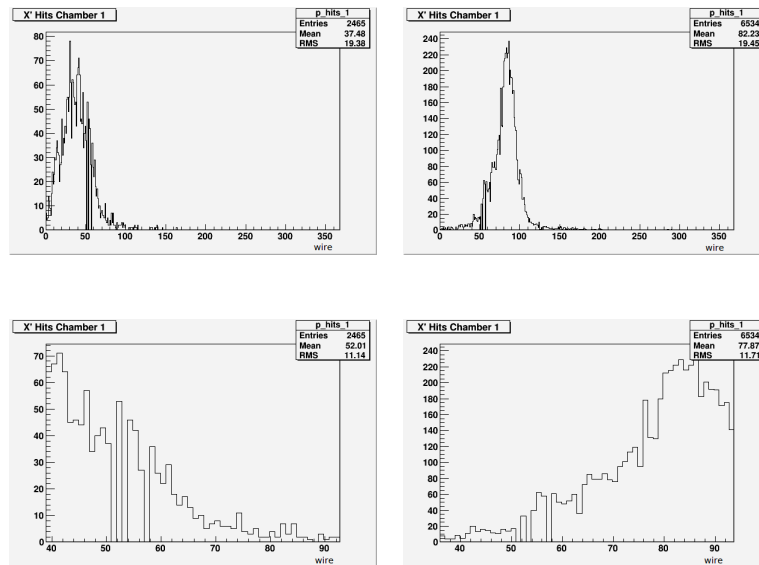 X' Hits Chamber 1
p_hits_1
Entries 2465
Mean 37.48
RMS 19.38
80
70
60
50
40
30
20
10
0
0 50 100 150 200 250 300 350
wire
X' Hits Chamber 1
p_hits_1
Entries 6534
Mean 82.23
RMS 19.45
240
220
200
180
160
140
120
100
80
60
40
20
0
0 50 100 150 200 250 300 350
wire
X' Hits Chamber 1
p_hits_1
Entries 2465
Mean 52.01
RMS 11.14
70
60
50
40
30
20
10
0
40 50 60 70 80 90
wire
X' Hits Chamber 1
p_hits_1
Entries 6534
Mean 77.87
RMS 11.71
240
220
200
180
160
140
120
100
80
60
40
20
0
40 50 60 70 80 90
wire